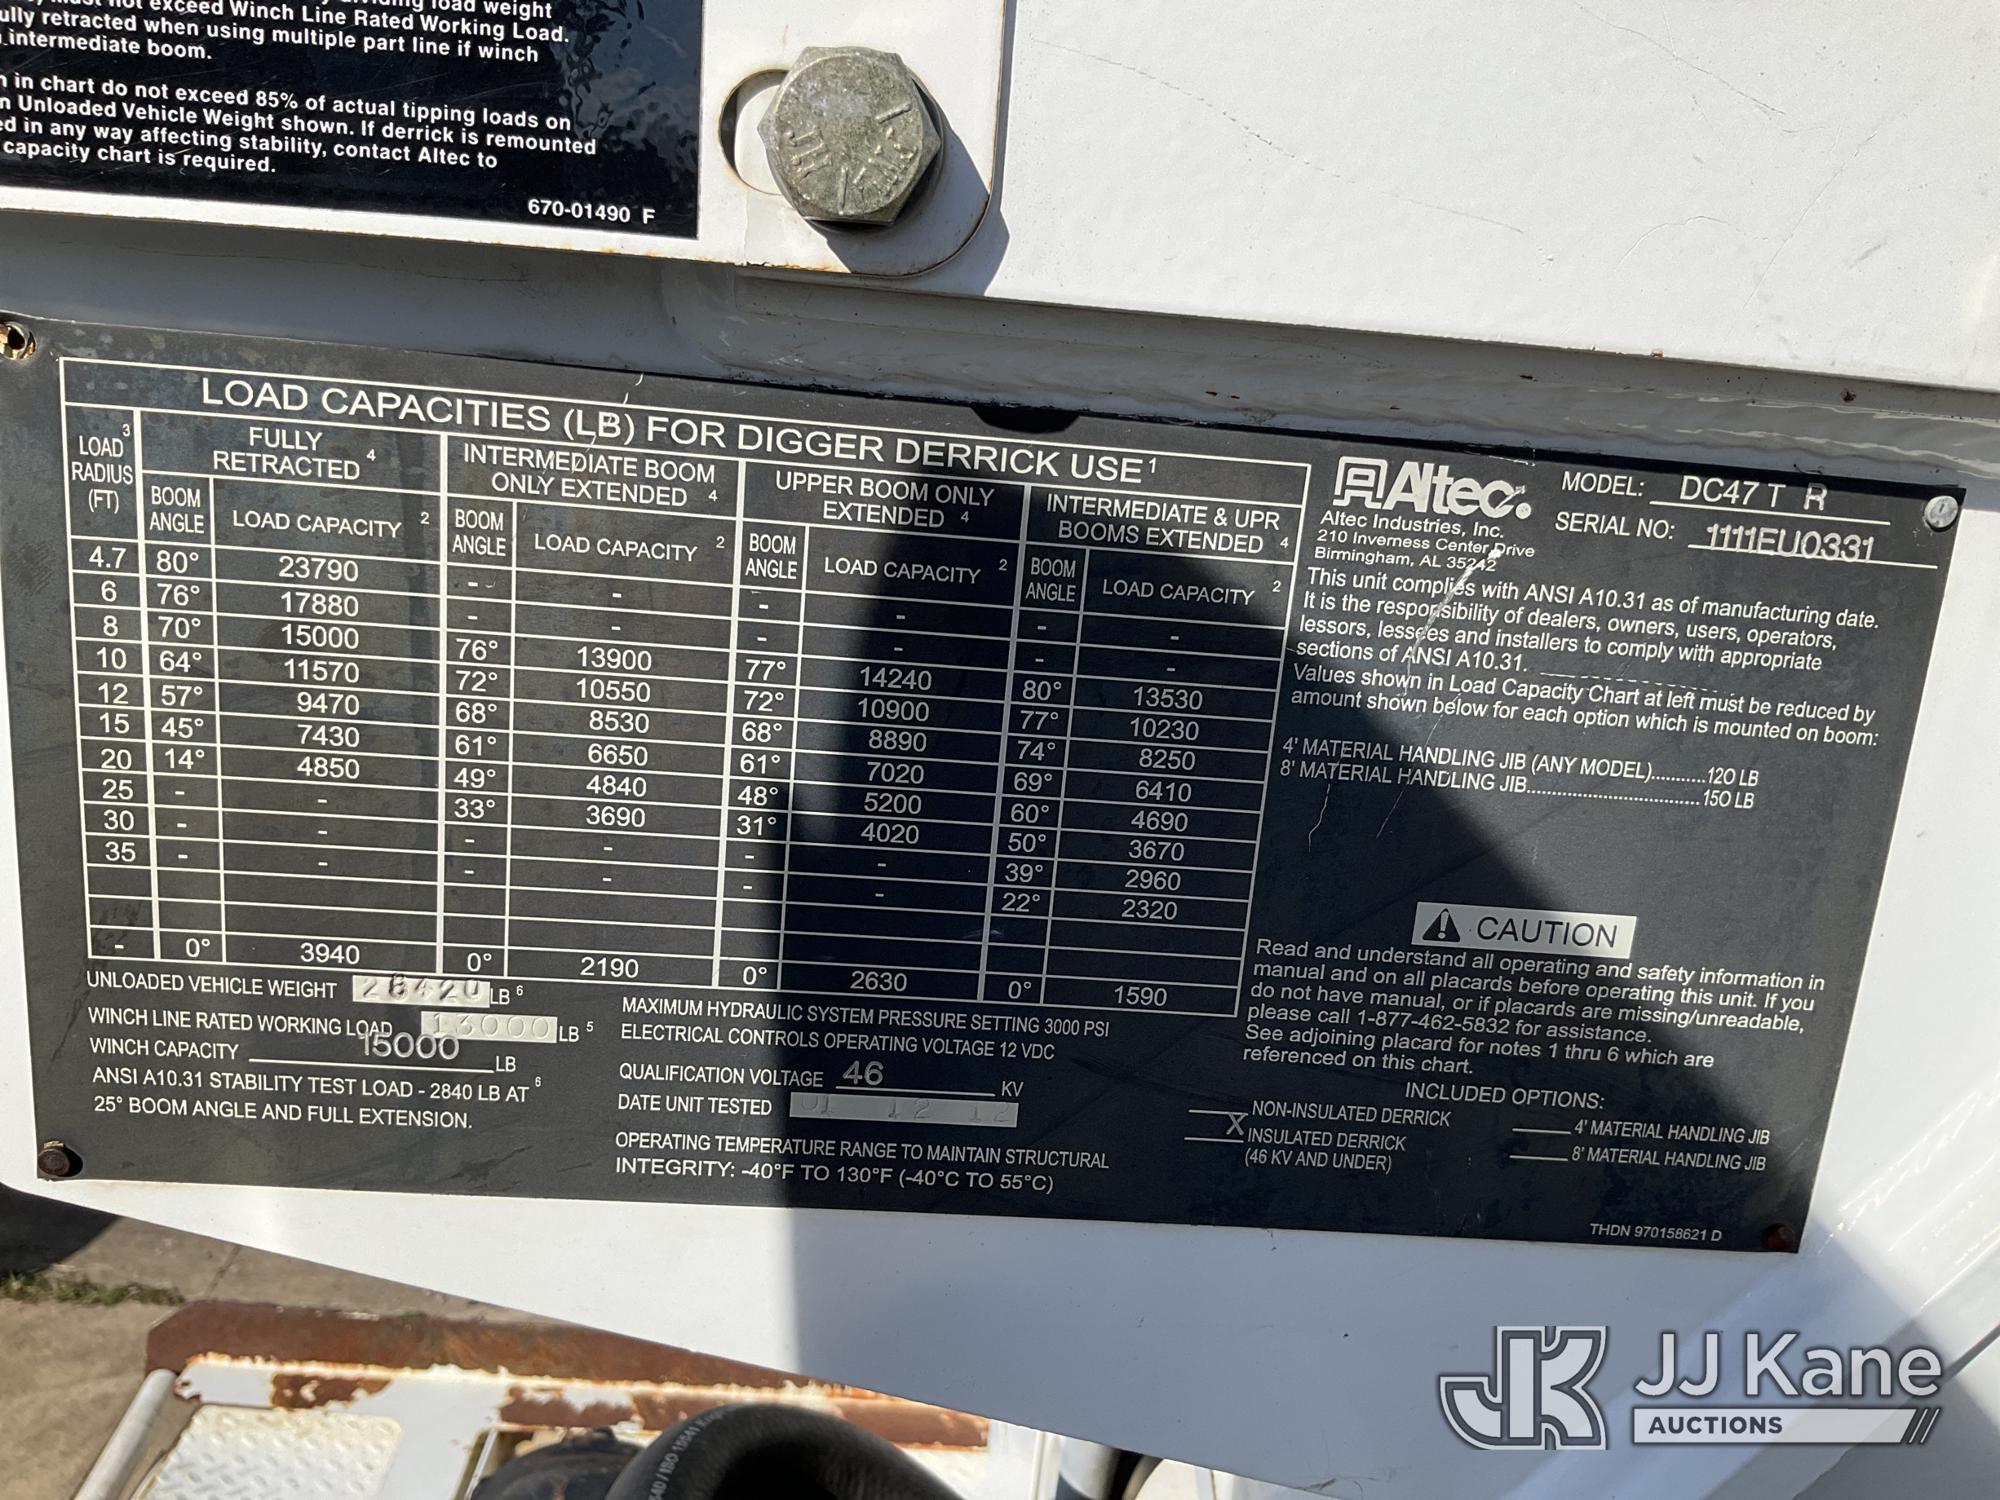 not exceed Winch Line Rated Working Load.
ully retracted when using multiple part line if winch
intermediate boom.
in chart do not exceed 85% of actual tipping loads on
Unloaded Vehicle Weight shown. If derrick is remounted
in any way affecting stability, contact Altec to
capacity chart is required.
670-01490 F
LOAD CAPACITIES (LB) FOR DIGGER DERRICK USE 1
LOAD 3 RADIUS (FT)
FULLY RETRACTED 4
INTERMEDIATE BOOM ONLY EXTENDED 4
UPPER BOOM ONLY EXTENDED 4
INTERMEDIATE & UPR BOOMS EXTENDED 4
BOOM ANGLE LOAD CAPACITY 2 BOOM ANGLE LOAD CAPACITY 2 BOOM ANGLE LOAD CAPACITY 2 BOOM ANGLE LOAD CAPACITY 2
4.7 80° 23790 - - - - - -
6 76° 17880 - - - - - -
8 70° 15000 76° 13900 77° 14240 80° 13530
10 64° 11570 72° 10550 72° 10900 77° 10230
12 57° 9470 68° 8530 68° 8890 74° 8250
15 45° 7430 61° 6650 61° 7020 69° 6410
20 14° 4850 49° 4840 48° 5200 60° 4690
25 - - 33° 3690 31° 4020 50° 3670
30 - - - - - - 39° 2960
35 - - - - - - 22° 2320
- 0° 3940 0° 2190 0° 2630 0° 1590
UNLOADED VEHICLE WEIGHT 28420 LB 6
WINCH LINE RATED WORKING LOAD 13000 LB 5
WINCH CAPACITY 15000 LB
ANSI A10.31 STABILITY TEST LOAD - 2840 LB AT 6
25° BOOM ANGLE AND FULL EXTENSION.
MAXIMUM HYDRAULIC SYSTEM PRESSURE SETTING 3000 PSI
ELECTRICAL CONTROLS OPERATING VOLTAGE 12 VDC
QUALIFICATION VOLTAGE 46 KV
DATE UNIT TESTED 01 12 12
OPERATING TEMPERATURE RANGE TO MAINTAIN STRUCTURAL
INTEGRITY: -40°F TO 130°F (-40°C TO 55°C)
Altec
Altec Industries, Inc.
210 Inverness Center Drive
Birmingham, AL 35242
MODEL: DC47 T R
SERIAL NO: 1111EU0331
This unit complies with ANSI A10.31 as of manufacturing date.
It is the responsibility of dealers, owners, users, operators,
lessors, lessees and installers to comply with appropriate
sections of ANSI A10.31.
Values shown in Load Capacity Chart at left must be reduced by
amount shown below for each option which is mounted on boom:
4' MATERIAL HANDLING JIB (ANY MODEL)..........120 LB
8' MATERIAL HANDLING JIB..................................150 LB
CAUTION
Read and understand all operating and safety information in
manual and on all placards before operating this unit. If you
do not have manual, or if placards are missing/unreadable,
please call 1-877-462-5832 for assistance.
See adjoining placard for notes 1 thru 6 which are
referenced on this chart.
INCLUDED OPTIONS:
NON-INSULATED DERRICK
X INSULATED DERRICK
(46 KV AND UNDER)
4' MATERIAL HANDLING JIB
8' MATERIAL HANDLING JIB
THDN 970158621 D
JH
JK JJ Kane
AUCTIONS